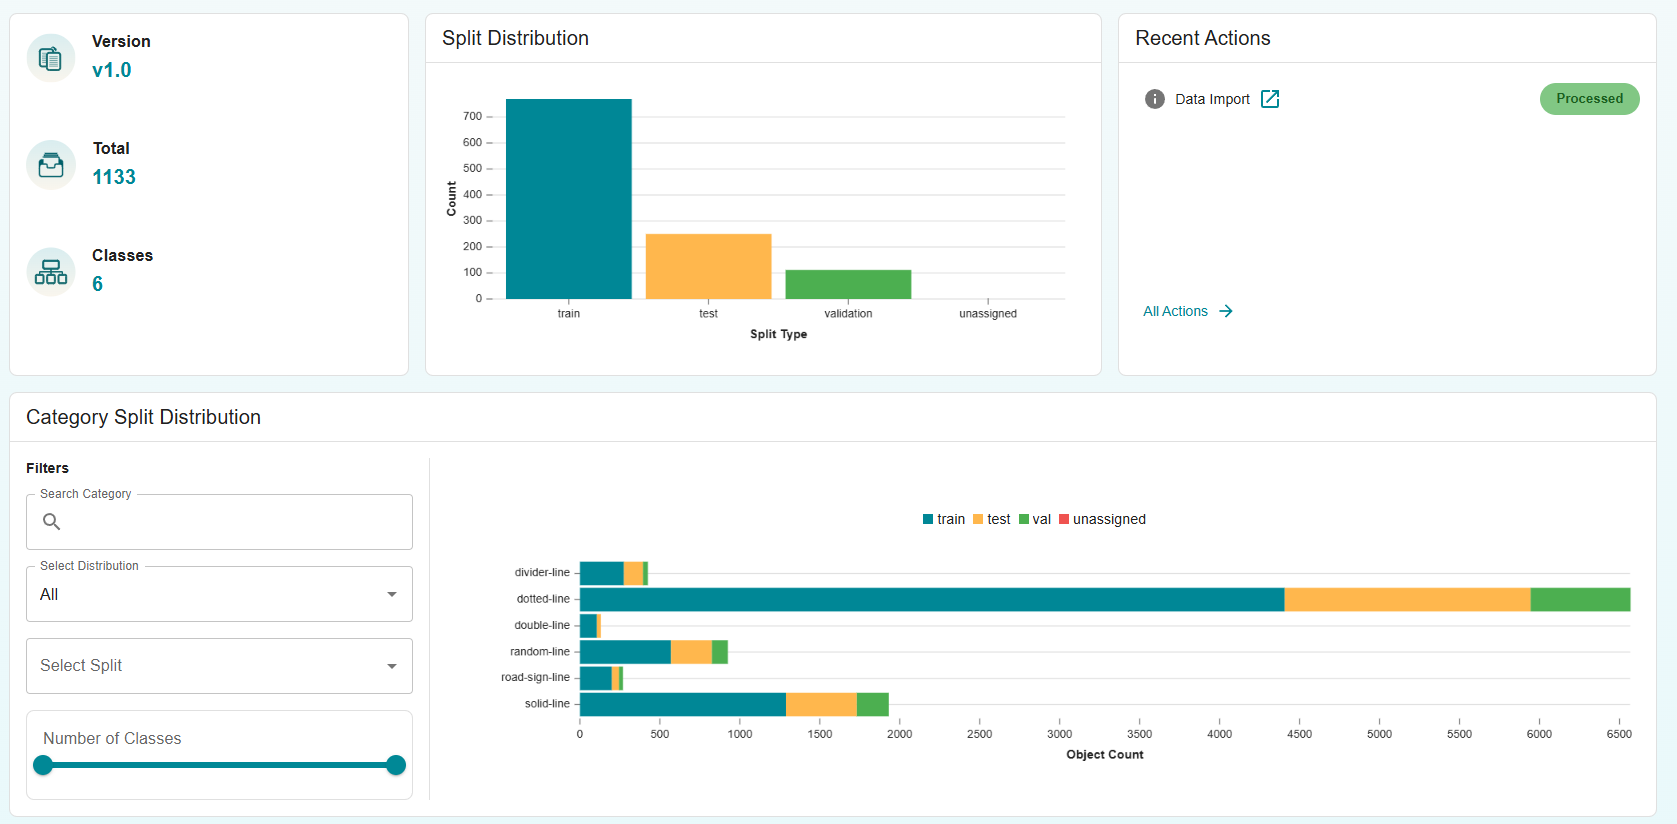 Version
v1.0
Total
1133
Classes
6
Split Distribution
700
600
500
400
300
200
100
0
Count
train
test
validation
unassigned
Split Type
Recent Actions
Data Import
Processed
All Actions
Category Split Distribution
Filters
Search Category
Select Distribution
All
Select Split
Number of Classes
train test val unassigned
divider-line
dotted-line
double-line
random-line
road-sign-line
solid-line
0 500 1000 1500 2000 2500 3000 3500 4000 4500 5000 5500 6000 6500
Object Count